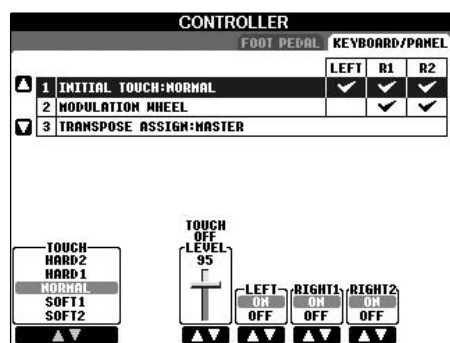 CONTROLLER
FOOT PEDAL KEYBOARD/PANEL
LEFT R1 R2
1 INITIAL TOUCH:NORMAL
2 MODULATION WHEEL
3 TRANSPOSE ASSIGN:MASTER
TOUCH
OFF
LEVEL
95
TOUCH
HARD2
HARD1
NORMAL
SOFT1
SOFT2
LEFT RIGHT1 RIGHT2
ON ON ON
OFF OFF OFF